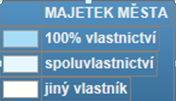 MAJETEK MĚSTA
100% vlastnictví
spoluvlastnictví
jiný vlastník